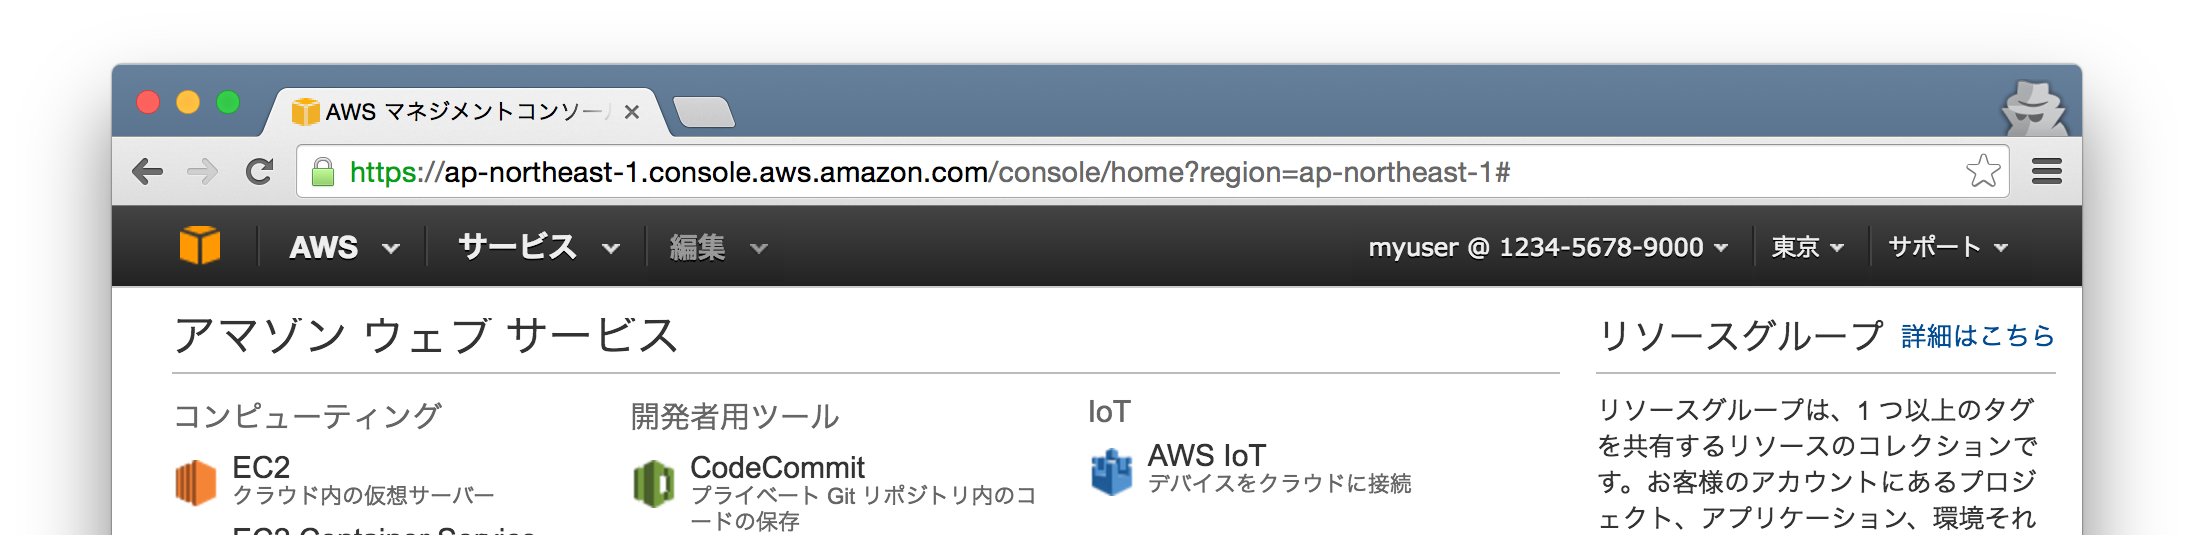 AWS マネジメントコンソー
https://ap-northeast-1.console.aws.amazon.com/console/home?region=ap-northeast-1#
AWS サービス 編集 myuser @ 1234-5678-9000 東京 サポート
アマゾン ウェブ サービス
コンピューティング
EC2
クラウド内の仮想サーバー
EC2 Container Service
開発者用ツール
CodeCommit
プライベート Git リポジトリ内のコ
ードの保存
IoT
AWS IoT
デバイスをクラウドに接続
リソースグループ 詳細はこちら
リソースグループは、1 つ以上のタグ
を共有するリソースのコレクションで
す。お客様のアカウントにあるプロジ
ェクト、アプリケーション、環境それ